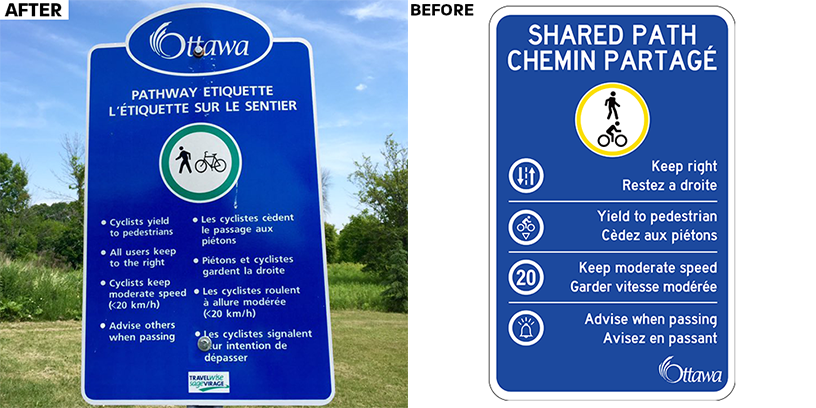 AFTER
Ottawa
PATHWAY ETIQUETTE
L'ÉTIQUETTE SUR LE SENTIER
• Cyclists yield
to pedestrians
• All users keep
to the right
• Cyclists keep
moderate speed
(<20 km/h)
• Advise others
when passing
• Les cyclistes cèdent
le passage aux
piétons
• Piétons et cyclistes
gardent la droite
• Les cyclistes roulent
à allure modérée
(<20 km/h)
• Les cyclistes signalent
leur intention de
dépasser
TRAVELWISE
SAGEVIRAGE
BEFORE
SHARED PATH
CHEMIN PARTAGÉ
Keep right
Restez a droite
Yield to pedestrian
Cèdez aux piétons
20
Keep moderate speed
Garder vitesse modérée
Advise when passing
Avisez en passant
Ottawa